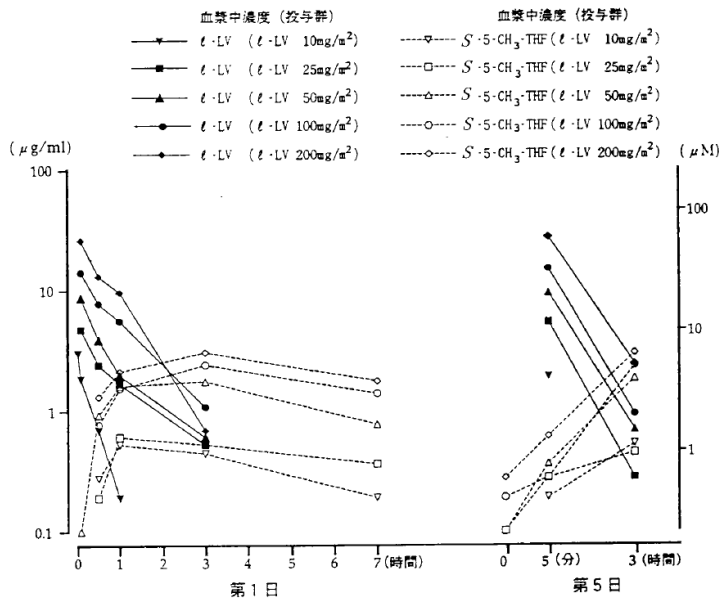 血漿中濃度（投与群） 血漿中濃度（投与群）
ℓ·LV (ℓ·LV 10mg/m²) S·5-CH₃-THF(ℓ·LV 10mg/m²)
ℓ·LV (ℓ·LV 25mg/m²) S·5-CH₃-THF(ℓ·LV 25mg/m²)
ℓ·LV (ℓ·LV 50mg/m²) S·5-CH₃-THF(ℓ·LV 50mg/m²)
ℓ·LV (ℓ·LV 100mg/m²) S·5-CH₃-THF(ℓ·LV 100mg/m²)
ℓ·LV (ℓ·LV 200mg/m²) S·5-CH₃-THF(ℓ·LV 200mg/m²)
(μg/ml) (μM)
100
100
10
10
1
1
0.1
0 1 2 3 4 5 6 7(時間) 0 5(分) 3(時間)
第1日 第5日